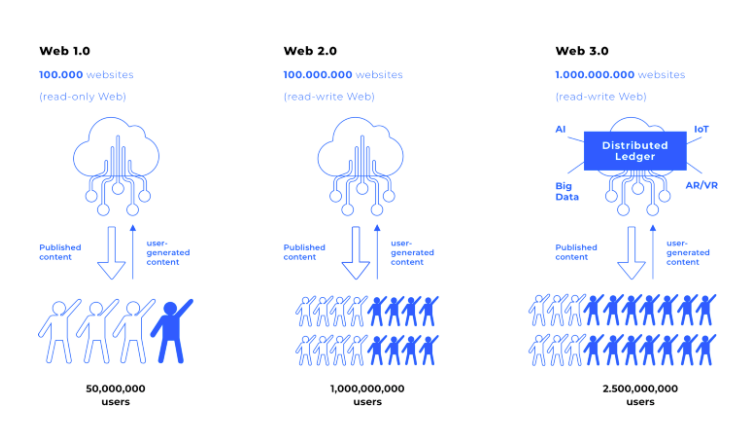 Web 1.0
100.000 websites
(read-only Web)
Published
content
user-
generated
content
50,000,000
users
Web 2.0
100.000.000 websites
(read-write Web)
Published
content
user-
generated
content
1,000,000,000
users
Web 3.0
1.000.000.000 websites
(read-write Web)
AI
IoT
Distributed
Ledger
Big
Data
AR/VR
Published
content
user-
generated
content
2.500,000,000
users